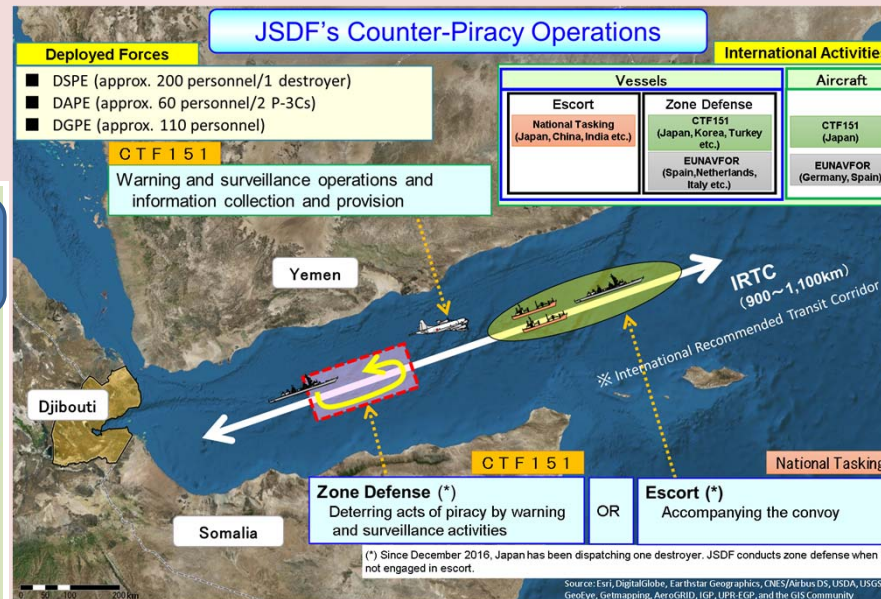 JSDF's Counter-Piracy Operations
Deployed Forces
■ DSPE (approx. 200 personnel/1 destroyer)
■ DAPE (approx. 60 personnel/2 P-3Cs)
■ DGPE (approx. 110 personnel)
International Activities
Vessels
Aircraft
Escort
National Tasking
(Japan, China, India etc.)
Zone Defense
CTF151
(Japan, Korea, Turkey
etc.)
EUNAVFOR
(Spain,Netherlands,
Italy etc.)
CTF151
(Japan)
EUNAVFOR
(Germany, Spain)
CTF151
Warning and surveillance operations and
information collection and provision
Yemen
IRTC
(900～1,100km)
※ International Recommended Transit Corridor
Djibouti
Somalia
CTF151
Zone Defense (*)
Deterring acts of piracy by warning
and surveillance activities
OR
National Tasking
Escort (*)
Accompanying the convoy
(*) Since December 2016, Japan has been dispatching one destroyer. JSDF conducts zone defense when
not engaged in escort.
0 50 100 200 km
Source: Esri, DigitalGlobe, Earthstar Geographics, CNES/Airbus DS, USDA, USGS,
GeoEye, Getmapping, AeroGRID, IGP, UPR-EGP, and the GIS Community